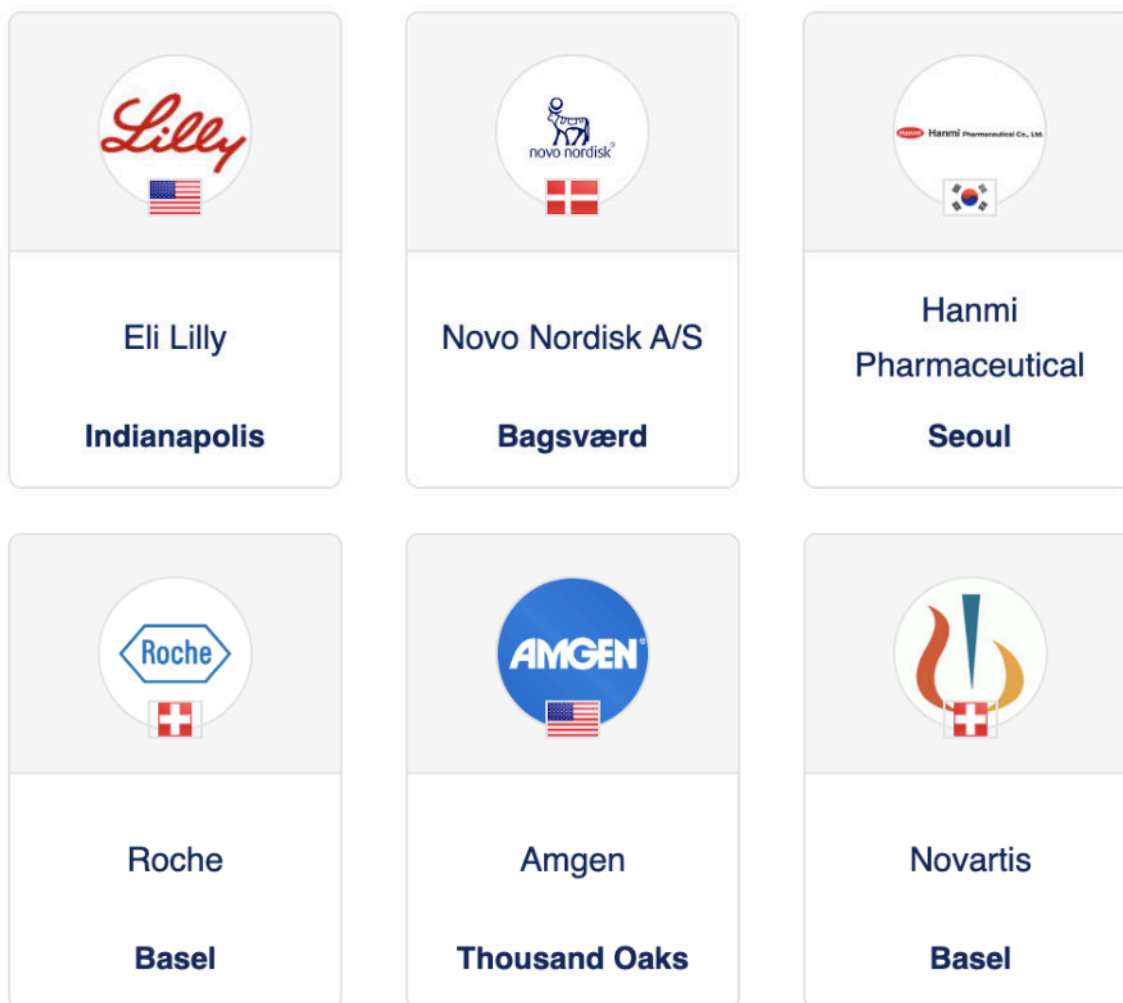 Lilly
novo nordisk®
Hanmi Hanmi Pharmaceutical Co., Ltd.
Eli Lilly
Novo Nordisk A/S
Hanmi
Pharmaceutical
Indianapolis
Bagsværd
Seoul
Roche
AMGEN®
Roche
Amgen
Novartis
Basel
Thousand Oaks
Basel